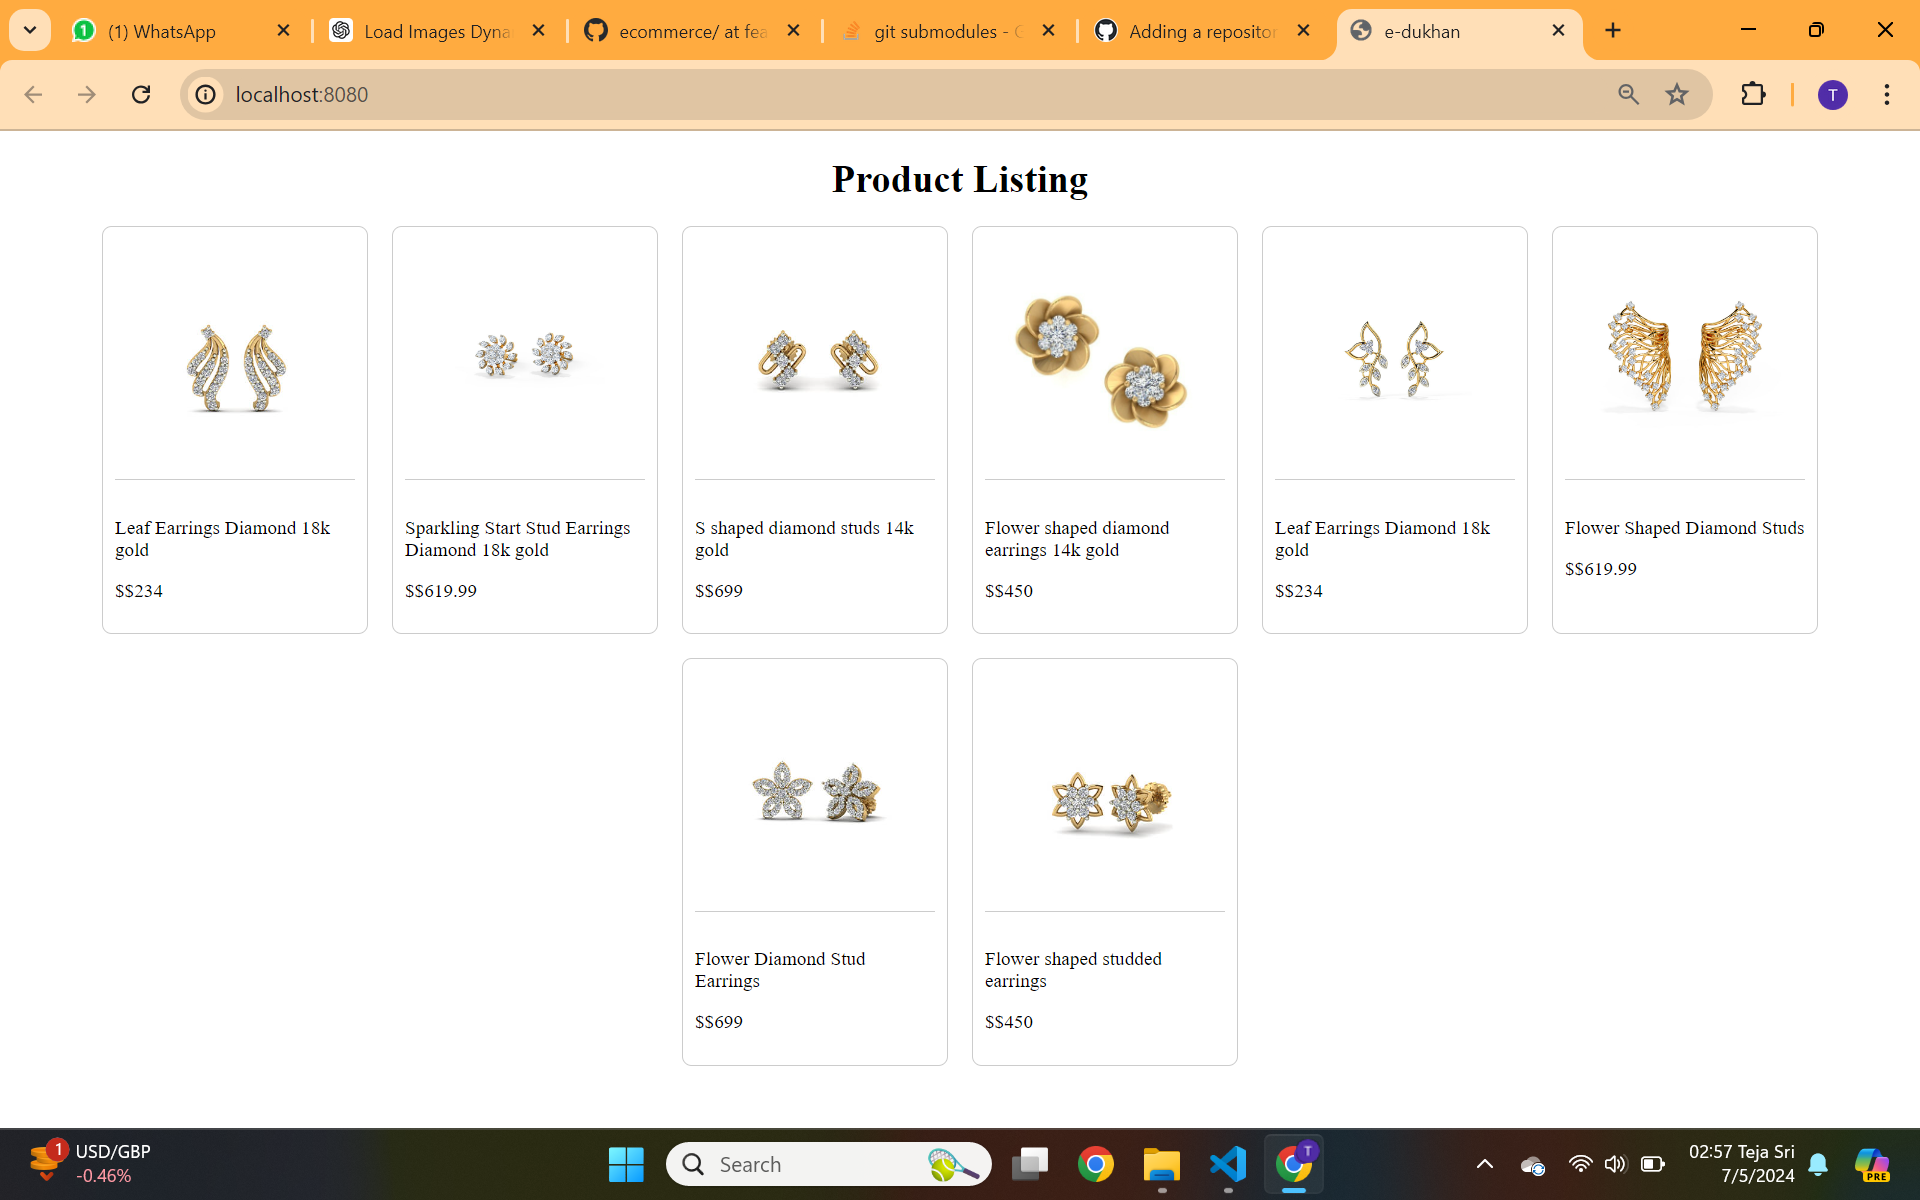 (1) WhatsApp
Load Images Dyna
ecommerce/ at fea
git submodules - G
Adding a repositor
e-dukhan
localhost:8080
T
Product Listing
Leaf Earrings Diamond 18k
gold
$$234
Sparkling Start Stud Earrings
Diamond 18k gold
$$619.99
S shaped diamond studs 14k
gold
$$699
Flower shaped diamond
earrings 14k gold
$$450
Leaf Earrings Diamond 18k
gold
$$234
Flower Shaped Diamond Studs
$$619.99
Flower Diamond Stud
Earrings
$$699
Flower shaped studded
earrings
$$450
1
USD/GBP
-0.46%
Search
T
02:57 Teja Sri
7/5/2024
PRE